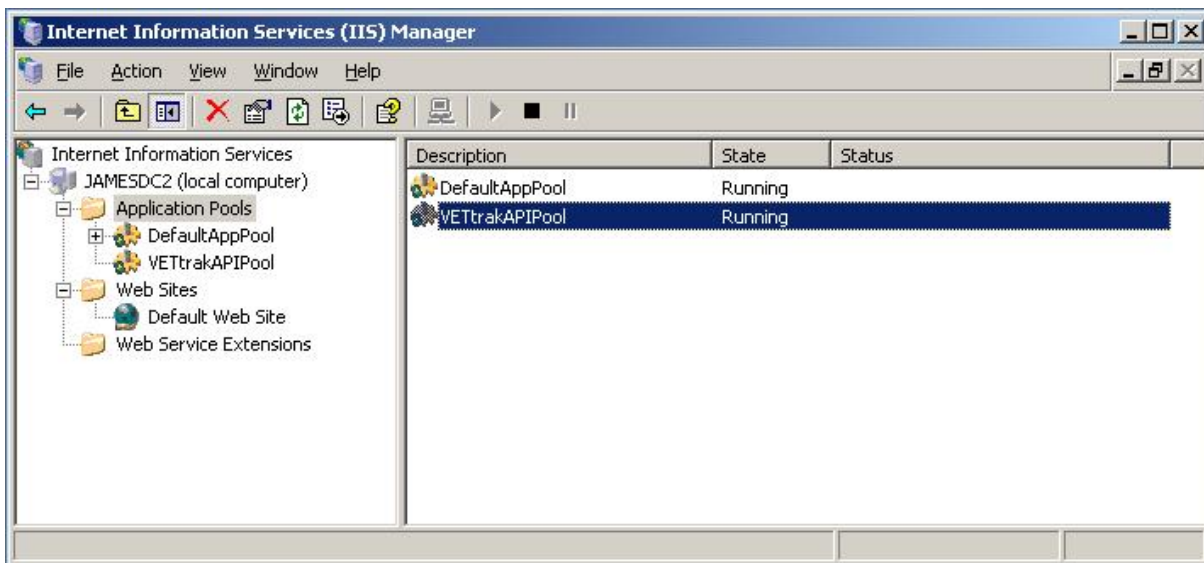 Internet Information Services (IIS) Manager
File Action View Window Help
Internet Information Services
JAMESDC2 (local computer)
Application Pools
DefaultAppPool
VETtrakAPIPool
Web Sites
Default Web Site
Web Service Extensions
Description State Status
DefaultAppPool Running
VETtrakAPIPool Running